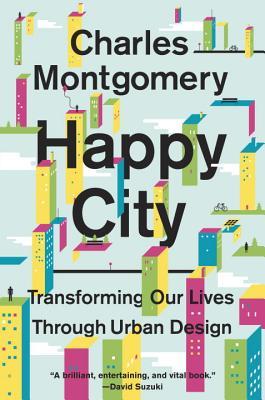 Charles
Montgomery
Happy
City
Transforming Our Lives
Through Urban Design
“A brilliant, entertaining, and vital book.”
—David Suzuki